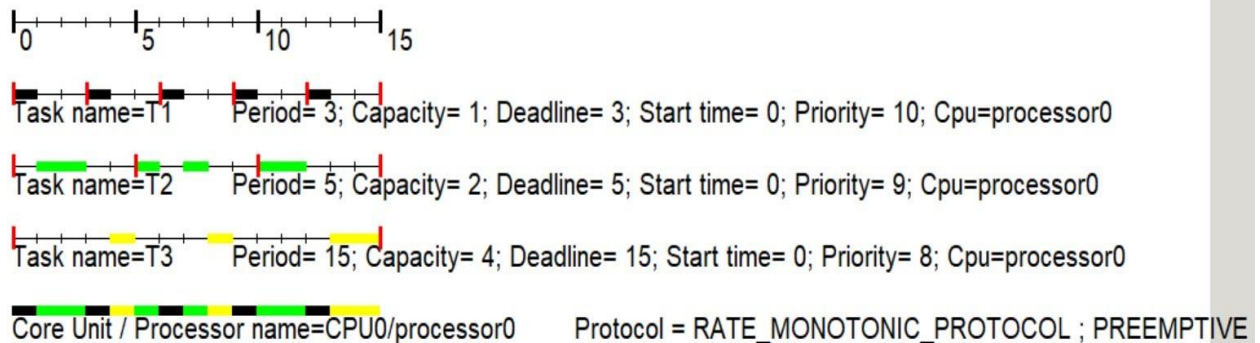 0 5 10 15
Task name=T1 Period= 3; Capacity= 1; Deadline= 3; Start time= 0; Priority= 10; Cpu=processor0
Task name=T2 Period= 5; Capacity= 2; Deadline= 5; Start time= 0; Priority= 9; Cpu=processor0
Task name=T3 Period= 15; Capacity= 4; Deadline= 15; Start time= 0; Priority= 8; Cpu=processor0
Core Unit / Processor name=CPU0/processor0 Protocol = RATE_MONOTONIC_PROTOCOL ; PREEMPTIVE